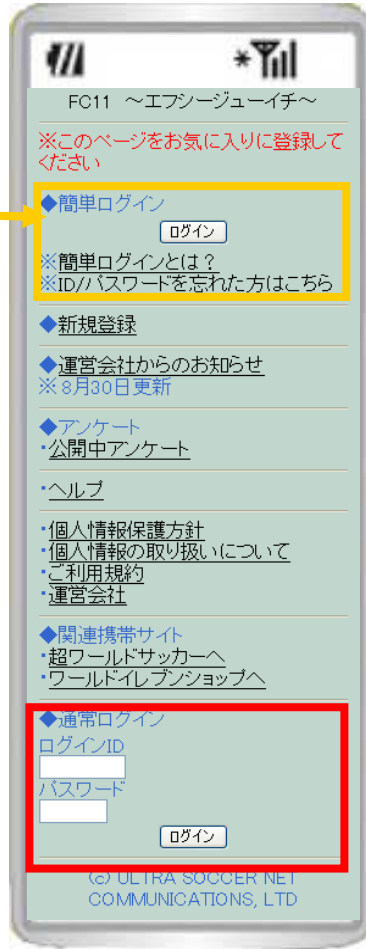 FC11 ～エフシージューイチ～
※このページをお気に入りに登録して
ください
◆簡単ログイン
ログイン
※簡単ログインとは？
※ID/パスワードを忘れた方はこちら
◆新規登録
◆運営会社からのお知らせ
※8月30日更新
◆アンケート
・公開中アンケート
・ヘルプ
・個人情報保護方針
・個人情報の取り扱いについて
・ご利用規約
・運営会社
◆関連携帯サイト
・超ワールドサッカーへ
・ワールドイレブンショップへ
◆通常ログイン
ログインID
パスワード
ログイン
(c) ULTRA SOCCER NET
COMMUNICATIONS, LTD